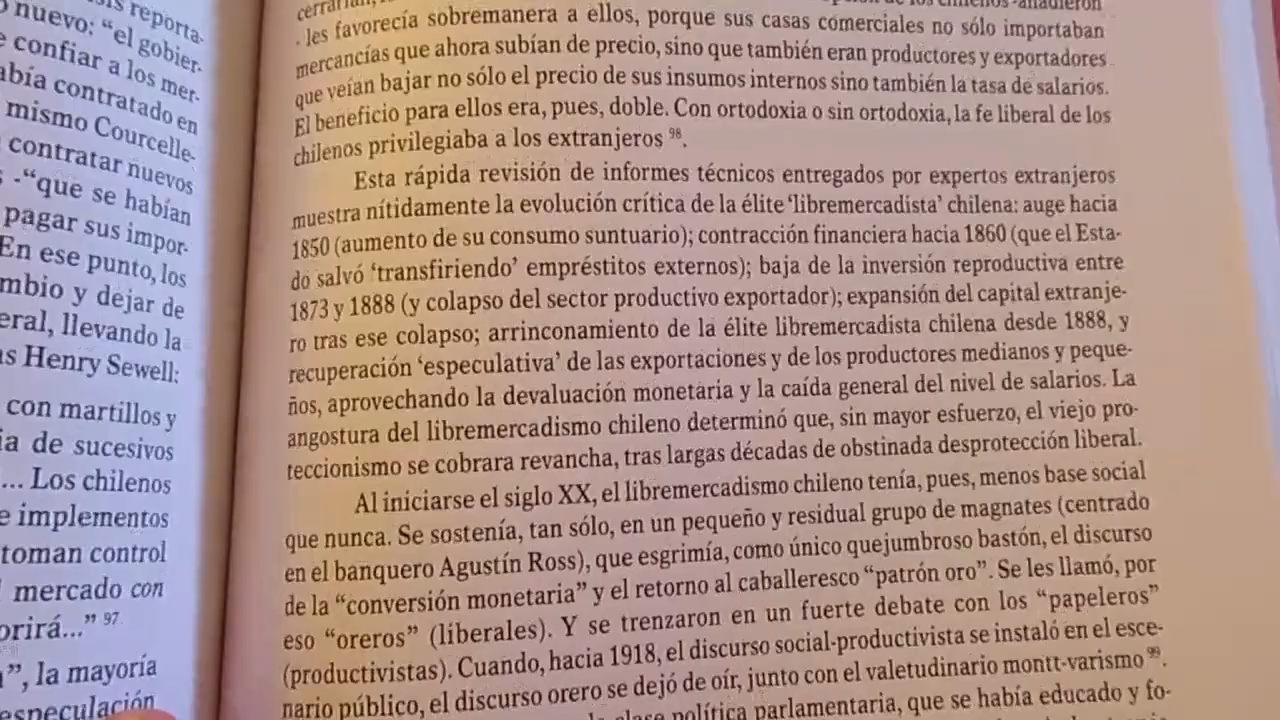 reporta-
nuevo: “el gobier-
confiar a los mer-
abía contratado en
mismo Courcelle-
contratar nuevos
-“que se habían
pagar sus impor-
En ese punto, los
mbio y dejar de
eral, llevando la
as Henry Sewell:
con martillos y
ia de sucesivos
... Los chilenos
e implementos
toman control
mercado con
orirá...” 97.
”, la mayoría
especulación
les favorecía sobremanera a ellos, porque sus casas comerciales no sólo importaban
mercancías que ahora subían de precio, sino que también eran productores y exportadores
que veían bajar no sólo el precio de sus insumos internos sino también la tasa de salarios.
El beneficio para ellos era, pues, doble. Con ortodoxia o sin ortodoxia, la fe liberal de los
chilenos privilegiaba a los extranjeros 98.
Esta rápida revisión de informes técnicos entregados por expertos extranjeros
muestra nítidamente la evolución crítica de la élite ‘libremercadista’ chilena: auge hacia
1850 (aumento de su consumo suntuario); contracción financiera hacia 1860 (que el Esta-
do salvó ‘transfiriendo’ empréstitos externos); baja de la inversión reproductiva entre
1873 y 1888 (y colapso del sector productivo exportador); expansión del capital extranje-
ro tras ese colapso; arrinconamiento de la élite libremercadista chilena desde 1888, y
recuperación ‘especulativa’ de las exportaciones y de los productores medianos y peque-
ños, aprovechando la devaluación monetaria y la caída general del nivel de salarios. La
angostura del libremercadismo chileno determinó que, sin mayor esfuerzo, el viejo pro-
teccionismo se cobrara revancha, tras largas décadas de obstinada desprotección liberal.
Al iniciarse el siglo XX, el libremercadismo chileno tenía, pues, menos base social
que nunca. Se sostenía, tan sólo, en un pequeño y residual grupo de magnates (centrado
en el banquero Agustín Ross), que esgrimía, como único quejumbroso bastón, el discurso
de la “conversión monetaria” y el retorno al caballeresco “patrón oro”. Se les llamó, por
eso “oreros” (liberales). Y se trenzaron en un fuerte debate con los “papeleros”
(productivistas). Cuando, hacia 1918, el discurso social-productivista se instaló en el esce-
nario público, el discurso orero se dejó de oír, junto con el valetudinario montt-varismo 99.
clase política parlamentaria, que se había educado y fo-